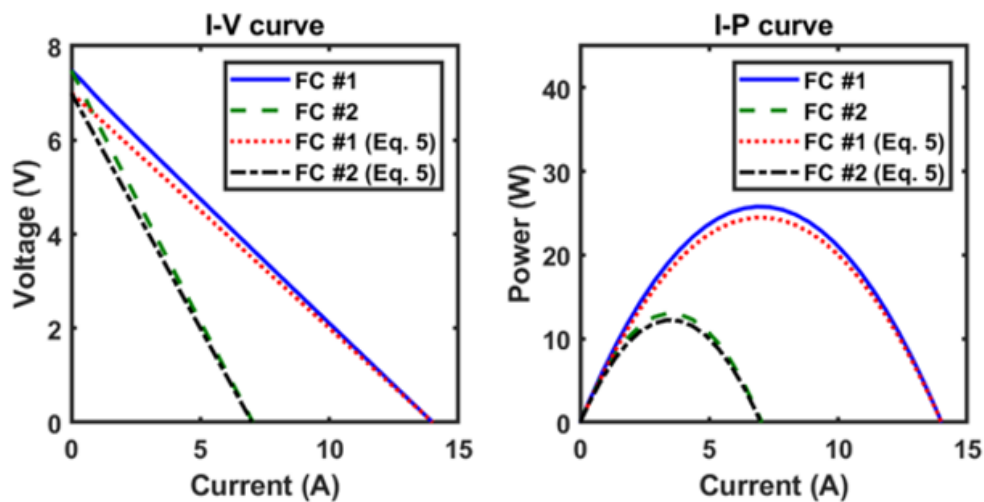 I-V curve
8
6
4
2
0
Voltage (V)
FC #1
FC #2
FC #1 (Eq. 5)
FC #2 (Eq. 5)
0 5 10 15
Current (A)
I-P curve
40
30
20
10
0
Power (W)
FC #1
FC #2
FC #1 (Eq. 5)
FC #2 (Eq. 5)
0 5 10 15
Current (A)